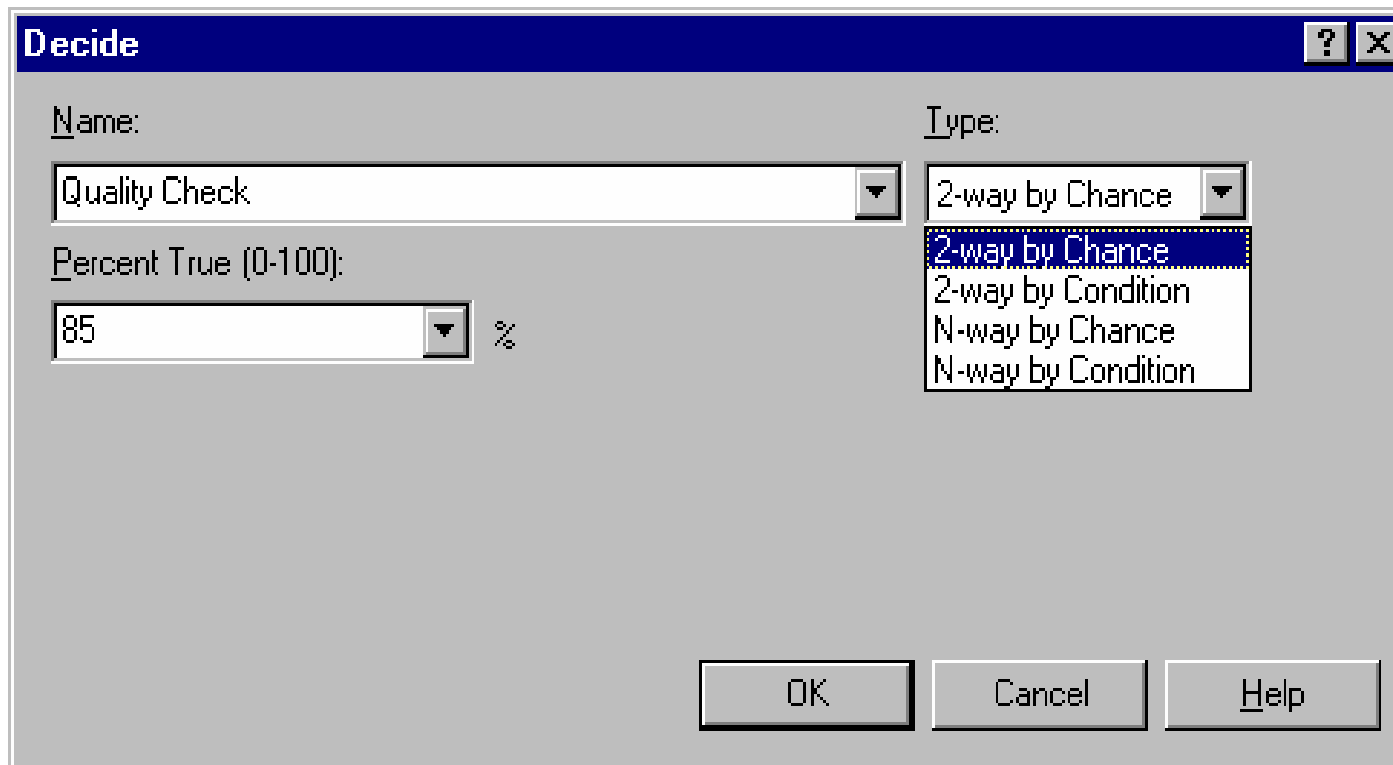 Decide
Name:
Type:
Quality Check
2-way by Chance
Percent True (0-100):
2-way by Chance
2-way by Condition
N-way by Chance
N-way by Condition
85
%
OK
Cancel
Help